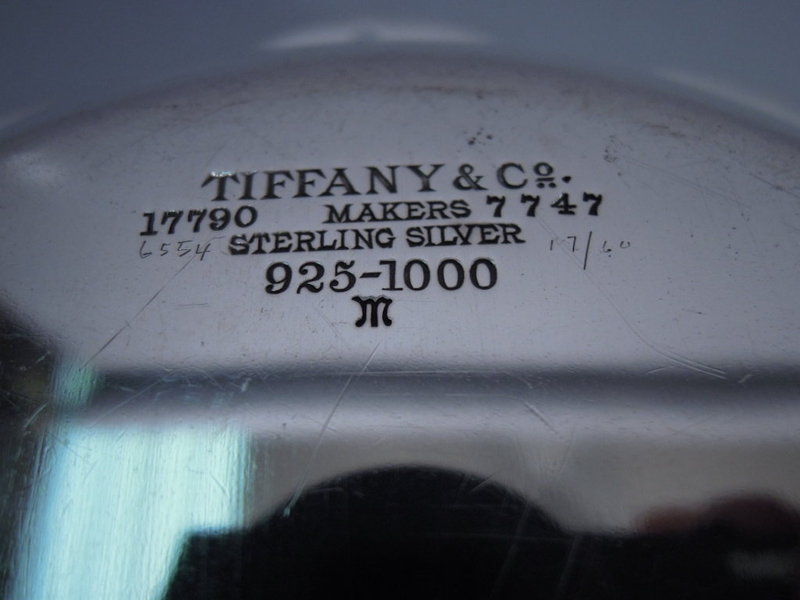 TIFFANY & Co.
17790 MAKERS 7747
6554 STERLING SILVER 17/60
925-1000
M